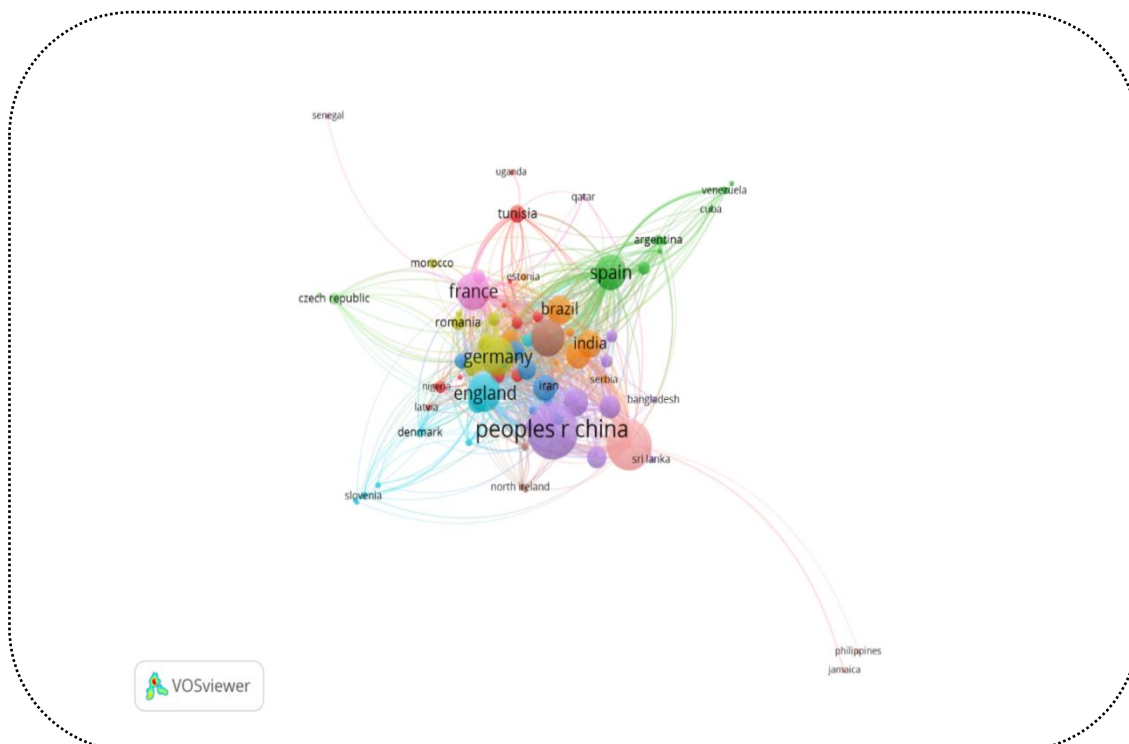 senegal
uganda
qatar
venezuela
cuba
tunisia
argentina
morocco
spain
estonia
france
czech republic
brazil
romania
india
germany
serbia
nigeria
iran
england
bangladesh
latvia
peoples r china
denmark
sri lanka
north ireland
slovenia
philippines
jamaica
VOSviewer